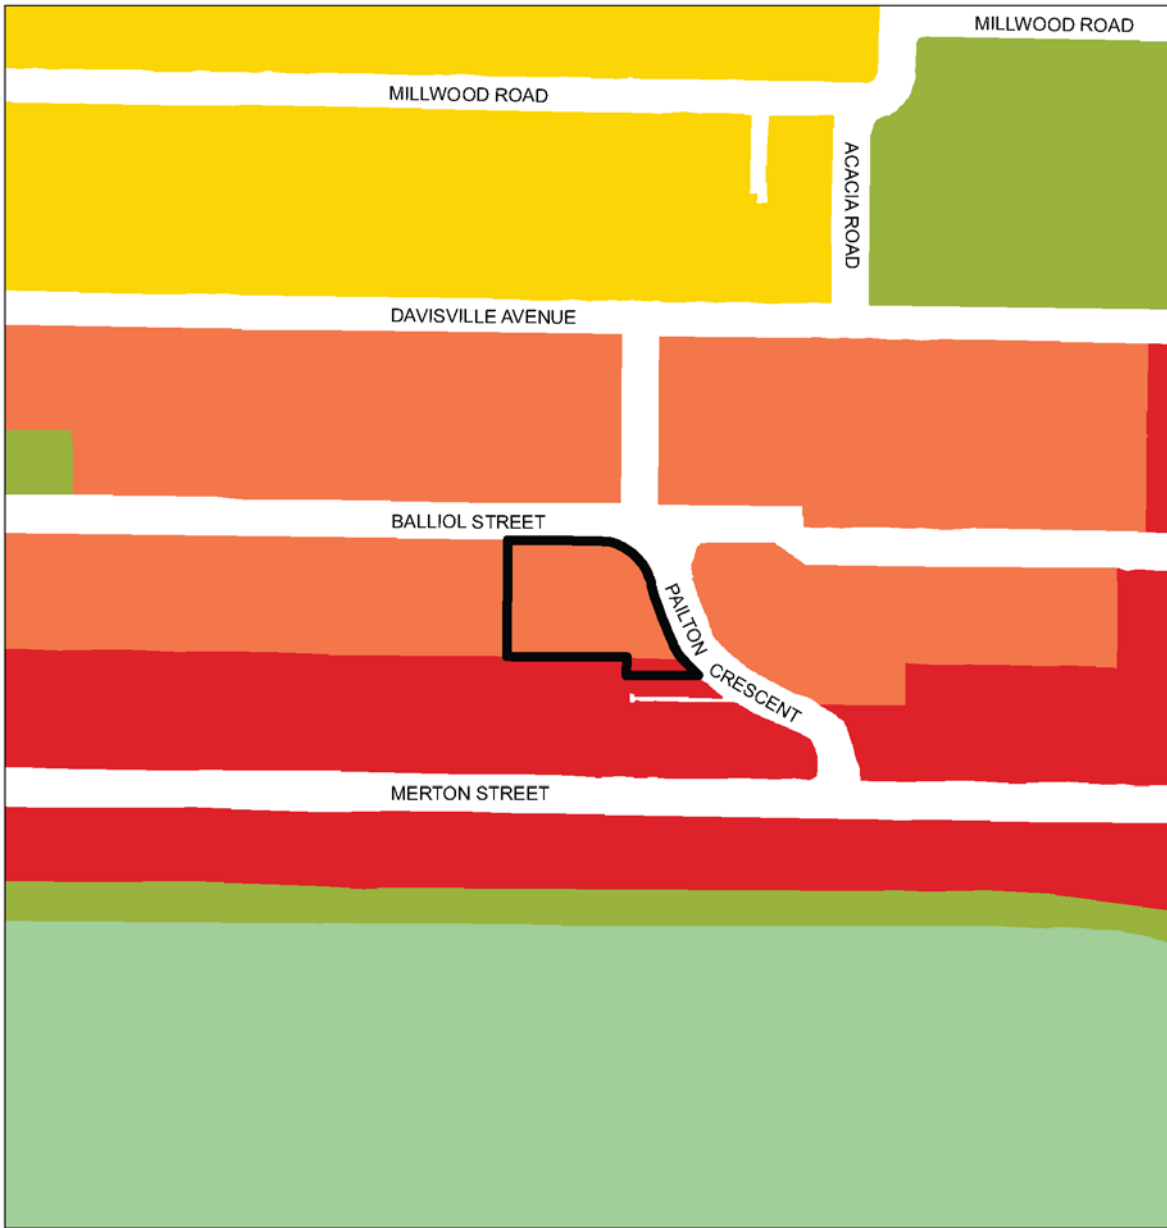 MILLWOOD ROAD
MILLWOOD ROAD
ACACIA ROAD
DAVISVILLE AVENUE
BALLIOL STREET
PAILTON CRESCENT
MERTON STREET